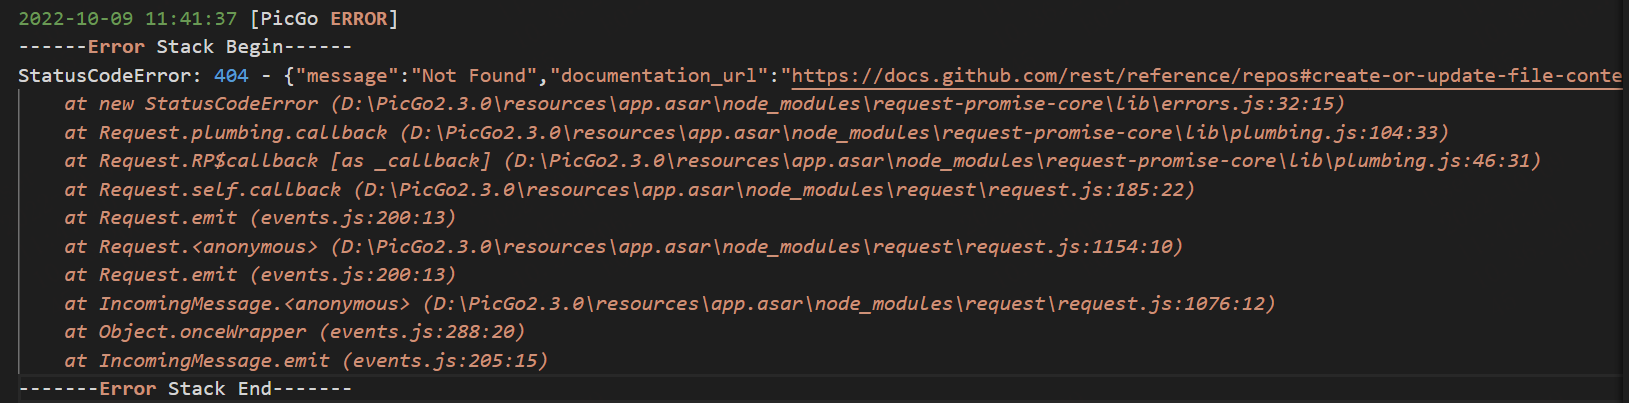 2022-10-09 11:41:37 [PicGo ERROR]
------Error Stack Begin------
StatusCodeError: 404 - {"message":"Not Found","documentation_url":"https://docs.github.com/rest/reference/repos#create-or-update-file-conte
at new StatusCodeError (D:\PicGo2.3.0\resources\app.asar\node_modules\request-promise-core\lib\errors.js:32:15)
at Request.plumbing.callback (D:\PicGo2.3.0\resources\app.asar\node_modules\request-promise-core\lib\plumbing.js:104:33)
at Request.RP$callback [as _callback] (D:\PicGo2.3.0\resources\app.asar\node_modules\request-promise-core\lib\plumbing.js:46:31)
at Request.self.callback (D:\PicGo2.3.0\resources\app.asar\node_modules\request\request.js:185:22)
at Request.emit (events.js:200:13)
at Request.<anonymous> (D:\PicGo2.3.0\resources\app.asar\node_modules\request\request.js:1154:10)
at Request.emit (events.js:200:13)
at IncomingMessage.<anonymous> (D:\PicGo2.3.0\resources\app.asar\node_modules\request\request.js:1076:12)
at Object.onceWrapper (events.js:288:20)
at IncomingMessage.emit (events.js:205:15)
-------Error Stack End-------